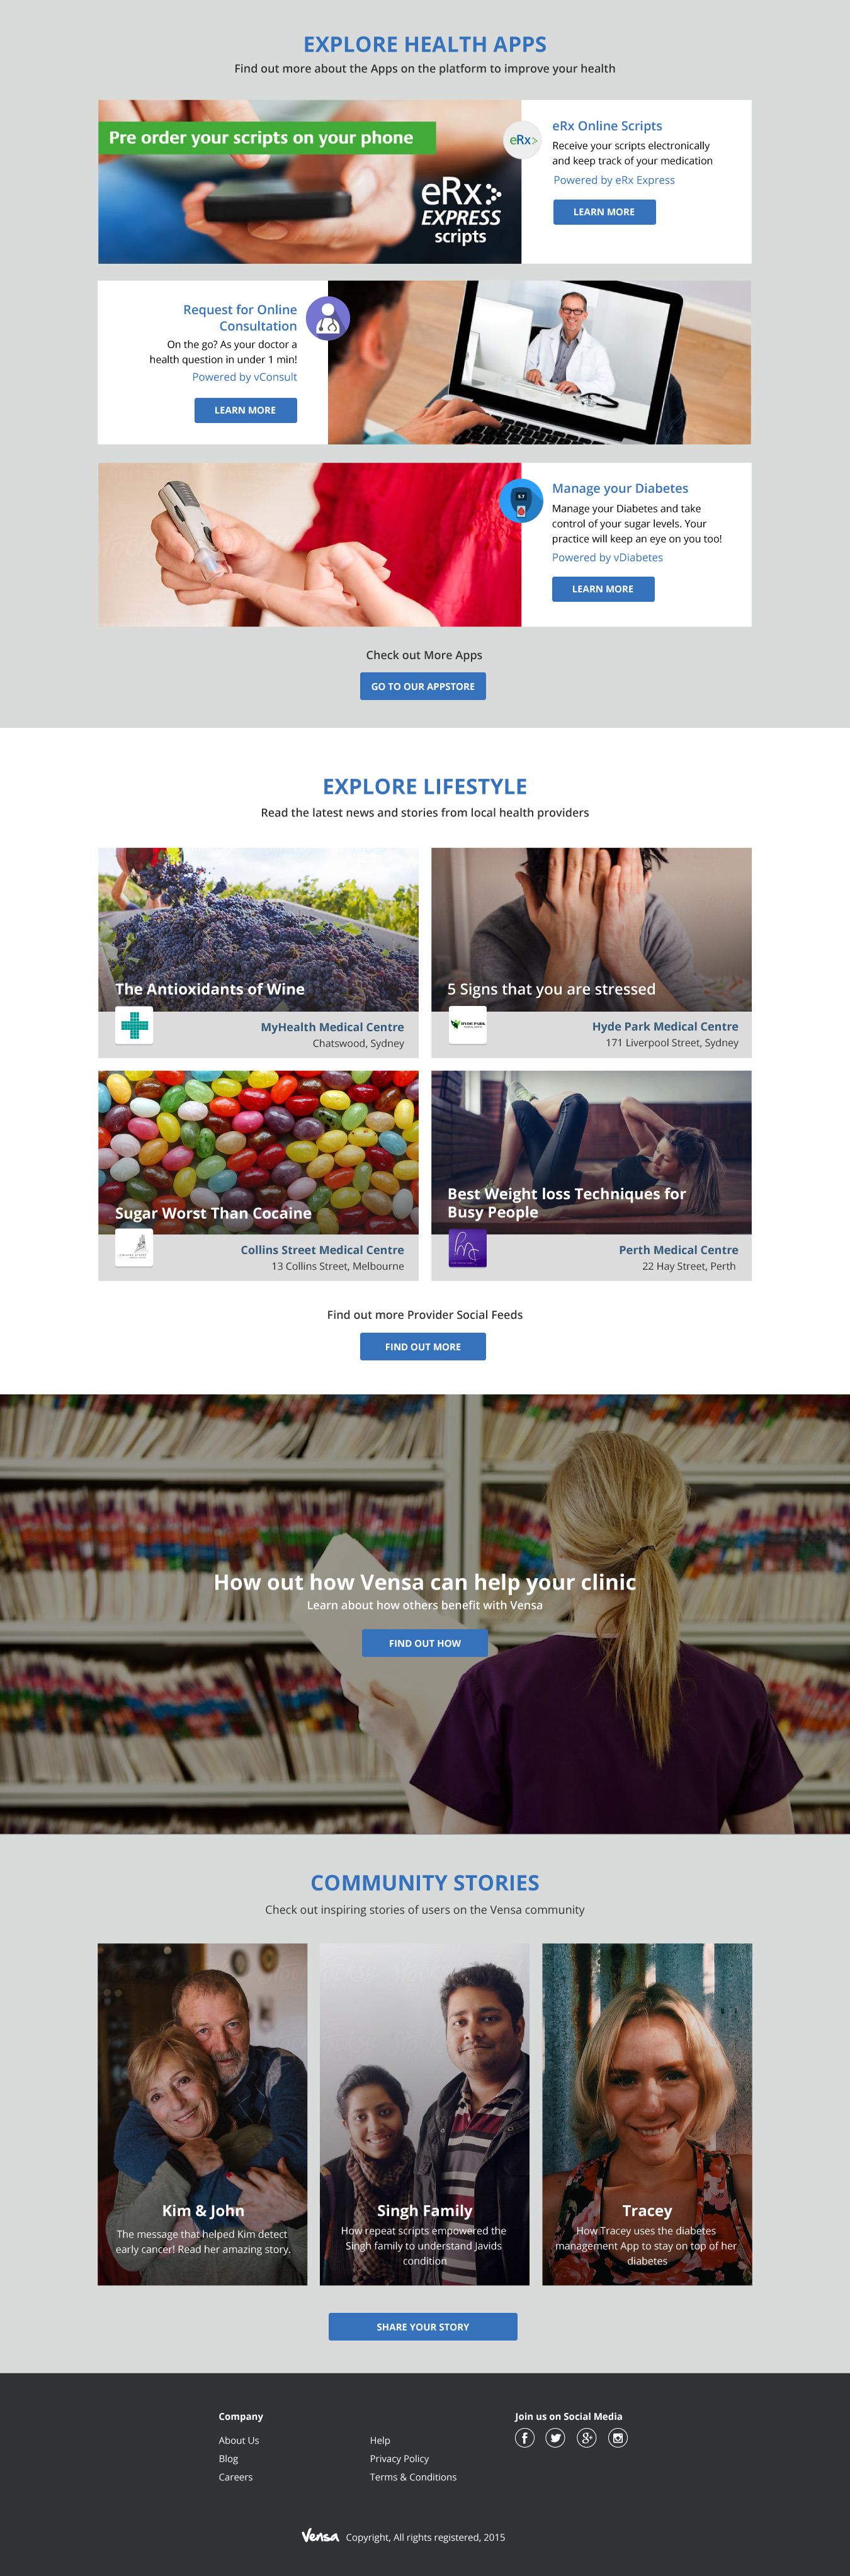 EXPLORE HEALTH APPS
Find out more about the Apps on the platform to improve your health
Pre order your scripts on your phone
eRx
EXPRESS
scripts
eRx
eRx Online Scripts
Receive your scripts electronically
and keep track of your medication
Powered by eRx Express
LEARN MORE
Request for Online
Consultation
On the go? As your doctor a
health question in under 1 min!
Powered by vConsult
LEARN MORE
5.7
Manage your Diabetes
Manage your Diabetes and take
control of your sugar levels. Your
practice will keep an eye on you too!
Powered by vDiabetes
LEARN MORE
Check out More Apps
GO TO OUR APPSTORE
EXPLORE LIFESTYLE
Read the latest news and stories from local health providers
The Antioxidants of Wine
MyHealth Medical Centre
Chatswood, Sydney
5 Signs that you are stressed
HYDE PARK
Hyde Park Medical Centre
171 Liverpool Street, Sydney
Sugar Worst Than Cocaine
COLLINS STREET
Collins Street Medical Centre
13 Collins Street, Melbourne
Best Weight loss Techniques for
Busy People
Perth Medical Centre
22 Hay Street, Perth
Find out more Provider Social Feeds
FIND OUT MORE
How out how Vensa can help your clinic
Learn about how others benefit with Vensa
FIND OUT HOW
COMMUNITY STORIES
Check out inspiring stories of users on the Vensa community
Kim & John
The message that helped Kim detect
early cancer! Read her amazing story.
Singh Family
How repeat scripts empowered the
Singh family to understand Javids
condition
Tracey
How Tracey uses the diabetes
management App to stay on top of her
diabetes
SHARE YOUR STORY
Company
About Us
Blog
Careers
Help
Privacy Policy
Terms & Conditions
Join us on Social Media
Vensa Copyright, All rights registered, 2015